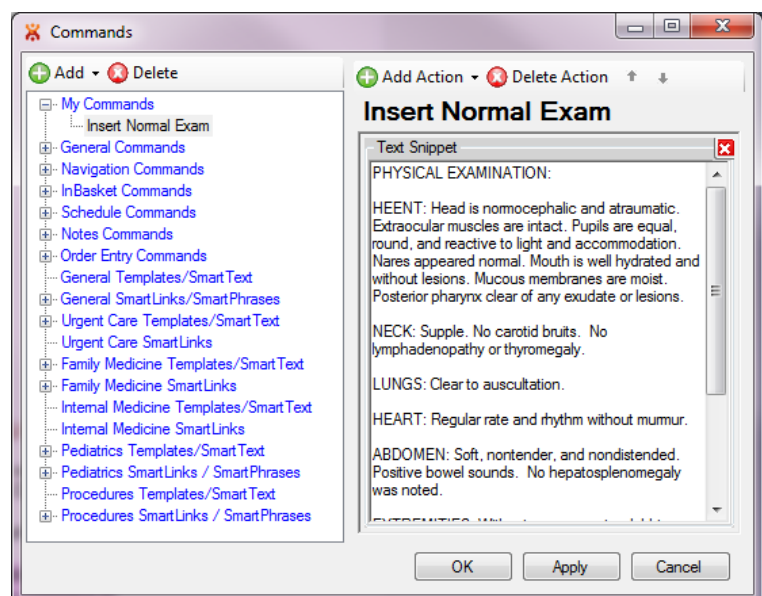 Commands
Add Delete
Add Action Delete Action
My Commands
Insert Normal Exam
General Commands
Navigation Commands
InBasket Commands
Schedule Commands
Notes Commands
Order Entry Commands
General Templates/SmartText
General SmartLinks/SmartPhrases
Urgent Care Templates/SmartText
Urgent Care SmartLinks
Family Medicine Templates/SmartText
Family Medicine SmartLinks
Internal Medicine Templates/SmartText
Internal Medicine SmartLinks
Pediatrics Templates/SmartText
Pediatrics SmartLinks / SmartPhrases
Procedures Templates/SmartText
Procedures SmartLinks / SmartPhrases
Insert Normal Exam
Text Snippet
PHYSICAL EXAMINATION:
HEENT: Head is normocephalic and atraumatic.
Extraocular muscles are intact. Pupils are equal,
round, and reactive to light and accommodation.
Nares appeared normal. Mouth is well hydrated and
without lesions. Mucous membranes are moist.
Posterior pharynx clear of any exudate or lesions.
NECK: Supple. No carotid bruits. No
lymphadenopathy or thyromegaly.
LUNGS: Clear to auscultation.
HEART: Regular rate and rhythm without murmur.
ABDOMEN: Soft, nontender, and nondistended.
Positive bowel sounds. No hepatosplenomegaly
was noted.
OK Apply Cancel